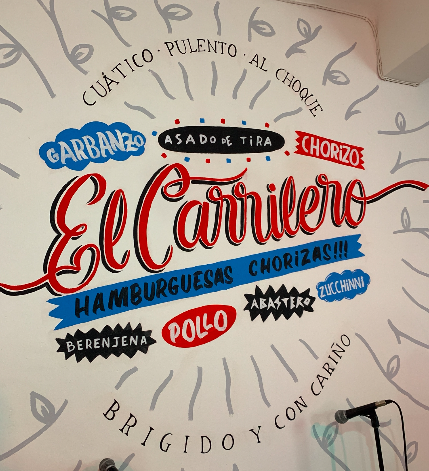 CUÁTICO · PULENTO · AL CHOQUE
GARBANZO
ASADO DE TIRA
CHORIZO
El Carrilero
HAMBURGUESAS CHORIZAS!!!
BERENJENA
POLLO
ABASTERO
ZUCCHINNI
BRIGIDO Y CON CARIÑO